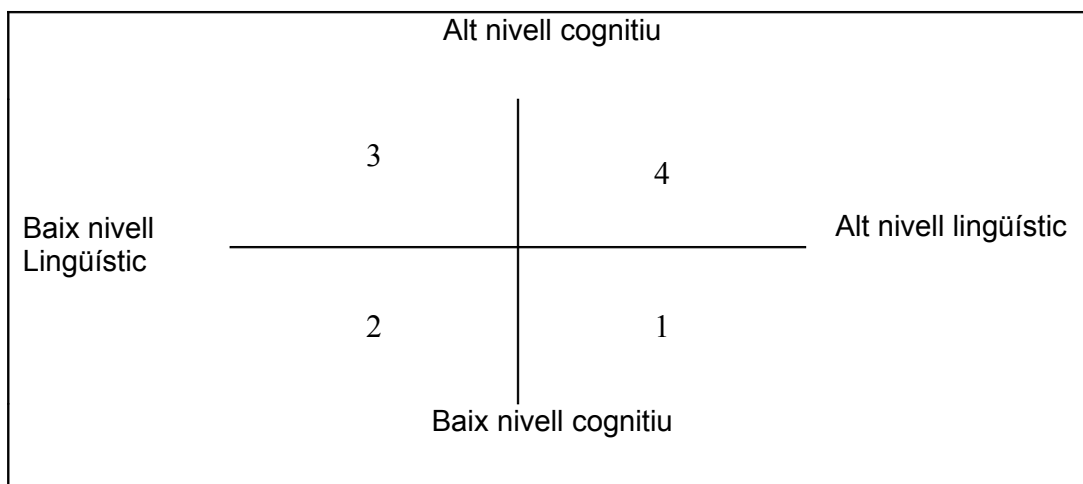 Alt nivell cognitiu
3
4
Baix nivell
Lingüístic
Alt nivell lingüístic
2
1
Baix nivell cognitiu